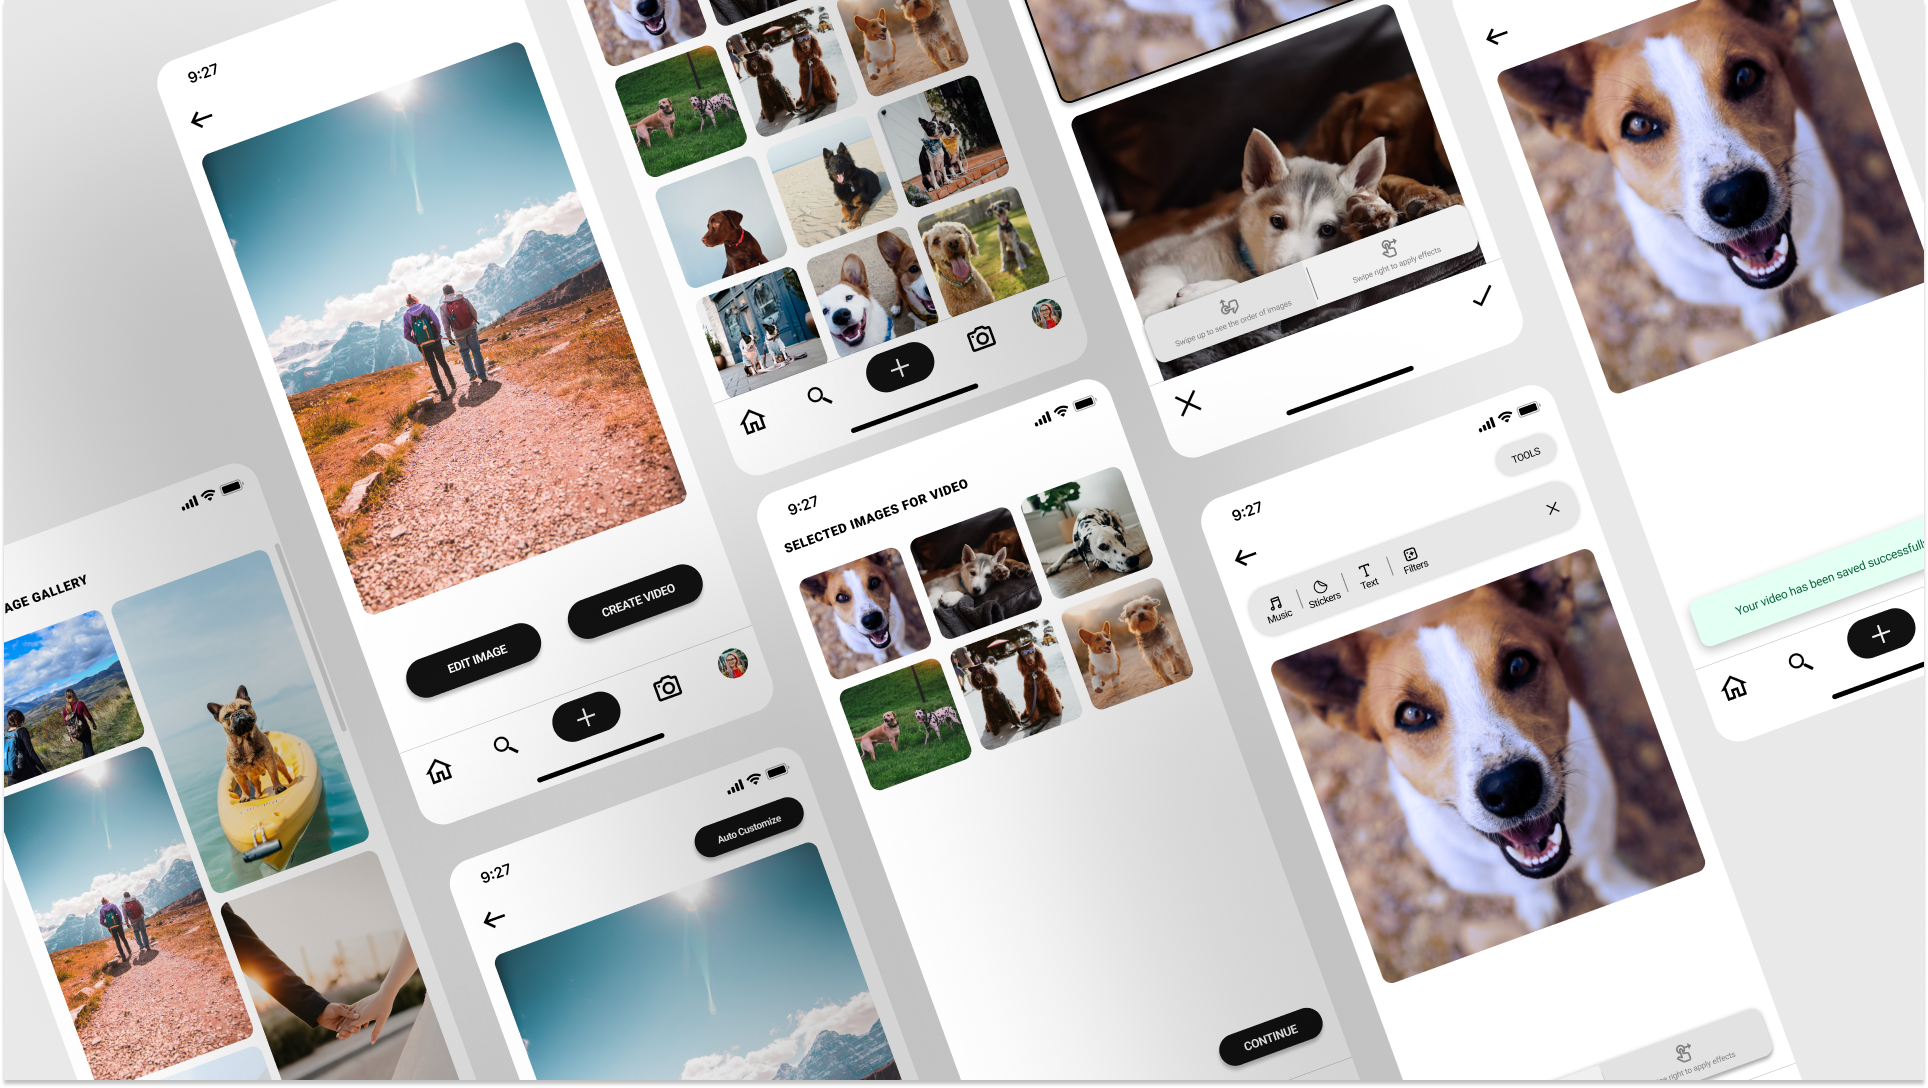 9:27
EDIT IMAGE
CREATE VIDEO
AGE GALLERY
9:27
Auto Customize
9:27
SELECTED IMAGES FOR VIDEO
CONTINUE
Swipe up to see the order of images
Swipe right to apply effects
9:27
TOOLS
Music
Stickers
Text
Filters
right to apply effects
Your video has been saved successfully